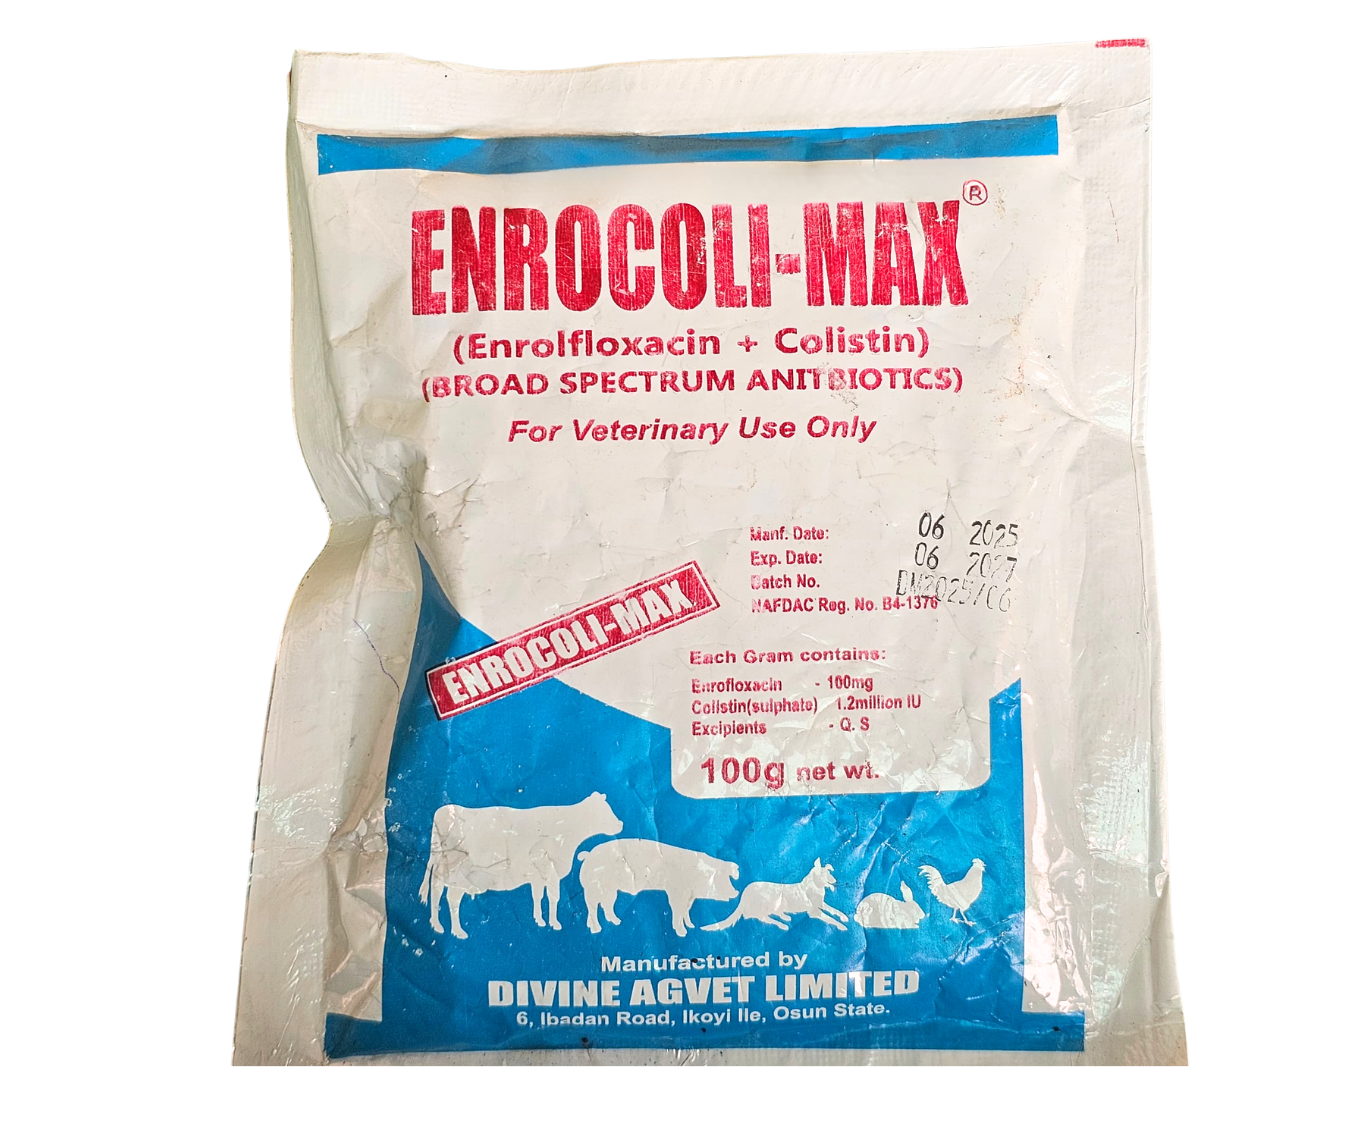 ENROCOLI-MAX®
(Enrolfloxacin + Colistin)
(BROAD SPECTRUM ANITBIOTICS)
For Veterinary Use Only
Manf. Date: 06 2025
Exp. Date: 06 2027
Batch No. DV2025/06
NAFDAC Reg. No. B4-1376
ENROCOLI-MAX
Each Gram contains:
Enrofloxacin - 100mg
Colistin(sulphate) 1.2million IU
Excipients - Q. S
100g net wt.
Manufactured by
DIVINE AGVET LIMITED
6, Ibadan Road, Ikoyi Ile, Osun State.